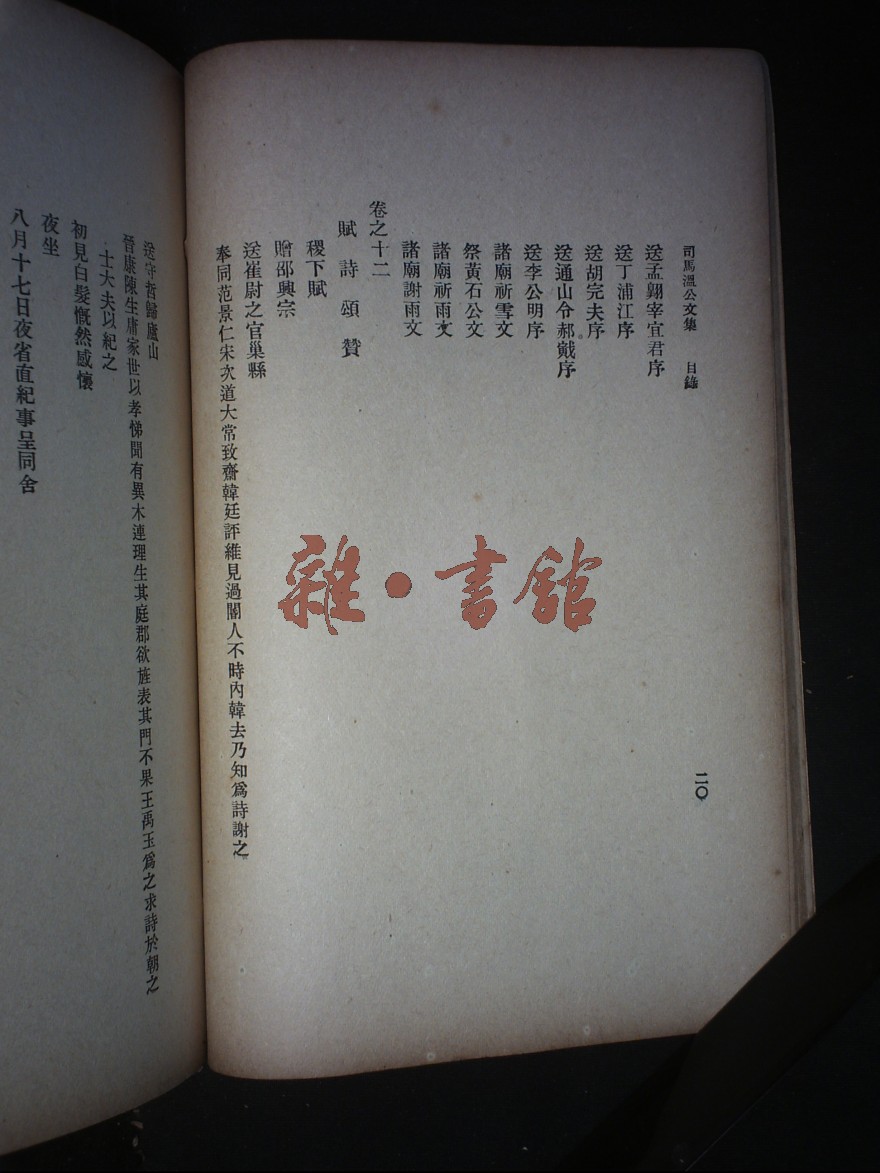 司馬溫公文集 目錄
二〇
送孟翺宰宜君序
送丁浦江序
送胡完夫序
送通山令郝戭序
送李公明序
諸廟祈雪文
祭黃石公文
諸廟祈雨文
諸廟謝雨文
卷之十二
賦 詩 頌 贊
稷下賦
贈邵興宗
送崔尉之官巢縣
奉同范景仁宋次道大常致齋韓廷評維見過閽人不時內韓去乃知爲詩謝之
送守哲歸廬山
晉康陳生庸家世以孝悌聞有異木連理生其庭郡欲旌表其門不果王禹玉爲之求詩於朝之
士大夫以紀之
初見白髮慨然感懷
夜坐
八月十七日夜省直紀事呈同舍
雜·書館